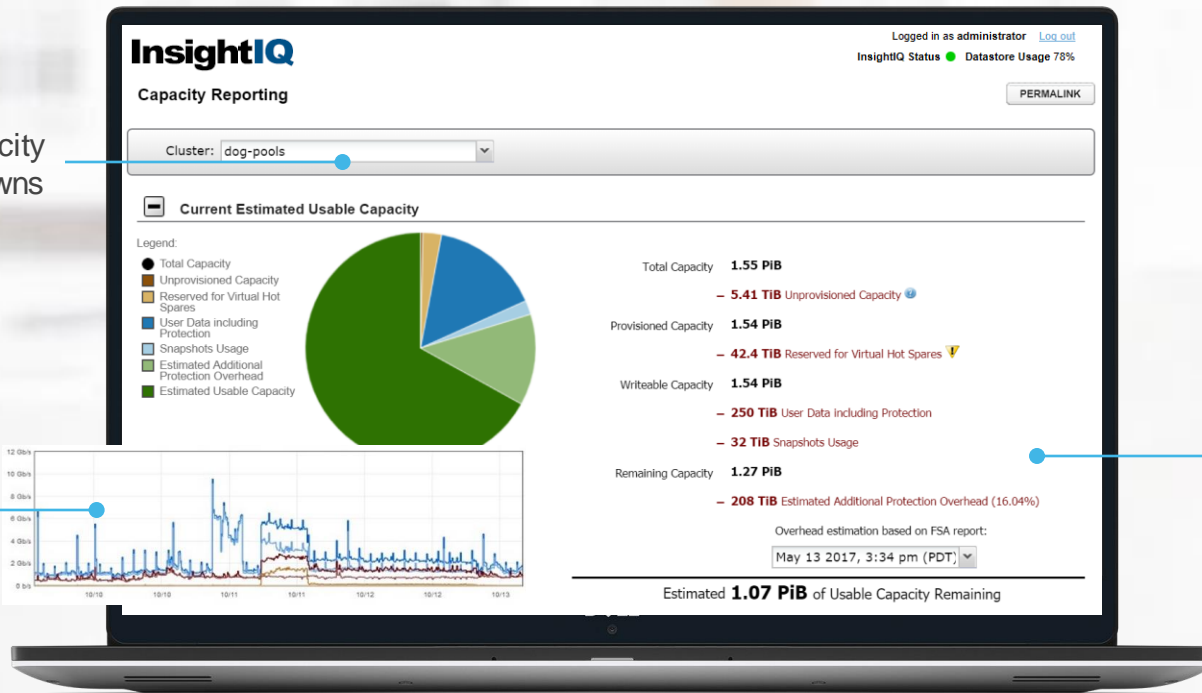 InsightIQ
Logged in as administrator Log out
InsightIQ Status Datastore Usage 78%
Capacity Reporting
PERMALINK
Cluster: dog-pools
Current Estimated Usable Capacity
Legend:
Total Capacity
Unprovisioned Capacity
Reserved for Virtual Hot
Spares
User Data including
Protection
Snapshots Usage
Estimated Additional
Protection Overhead
Estimated Usable Capacity
Total Capacity 1.55 PiB
– 5.41 TiB Unprovisioned Capacity
Provisioned Capacity 1.54 PiB
– 42.4 TiB Reserved for Virtual Hot Spares
Writeable Capacity 1.54 PiB
– 250 TiB User Data including Protection
– 32 TiB Snapshots Usage
Remaining Capacity 1.27 PiB
– 208 TiB Estimated Additional Protection Overhead (16.04%)
Overhead estimation based on FSA report:
May 13 2017, 3:34 pm (PDT)
Estimated 1.07 PiB of Usable Capacity Remaining
12 Gb/s
10 Gb/s
8 Gb/s
6 Gb/s
4 Gb/s
2 Gb/s
0 b/s
10/10 10/10 10/11 10/11 10/12 10/12 10/13